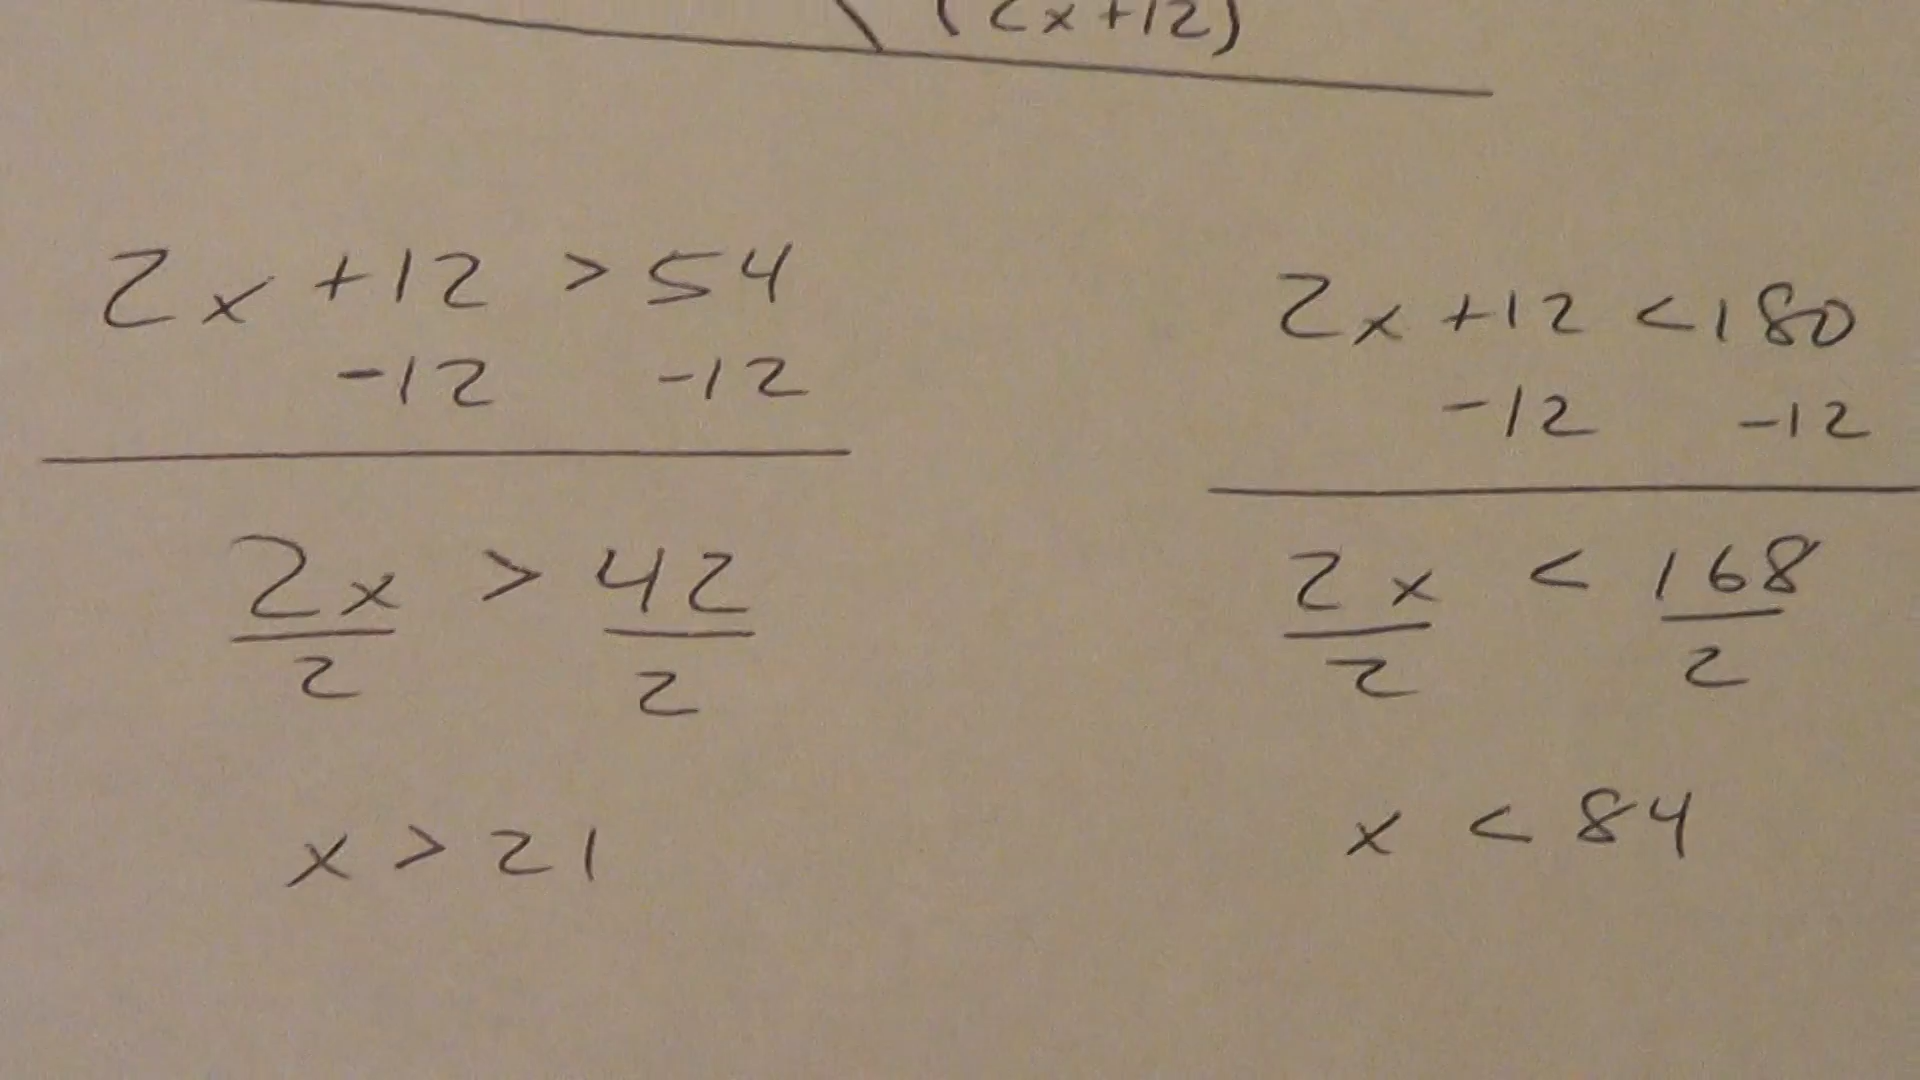 (2x+12)
2x +12 > 54
-12 -12
2x > 42
2 2
x > 21
2x +12 < 180
-12 -12
2x < 168
2 2
x < 84